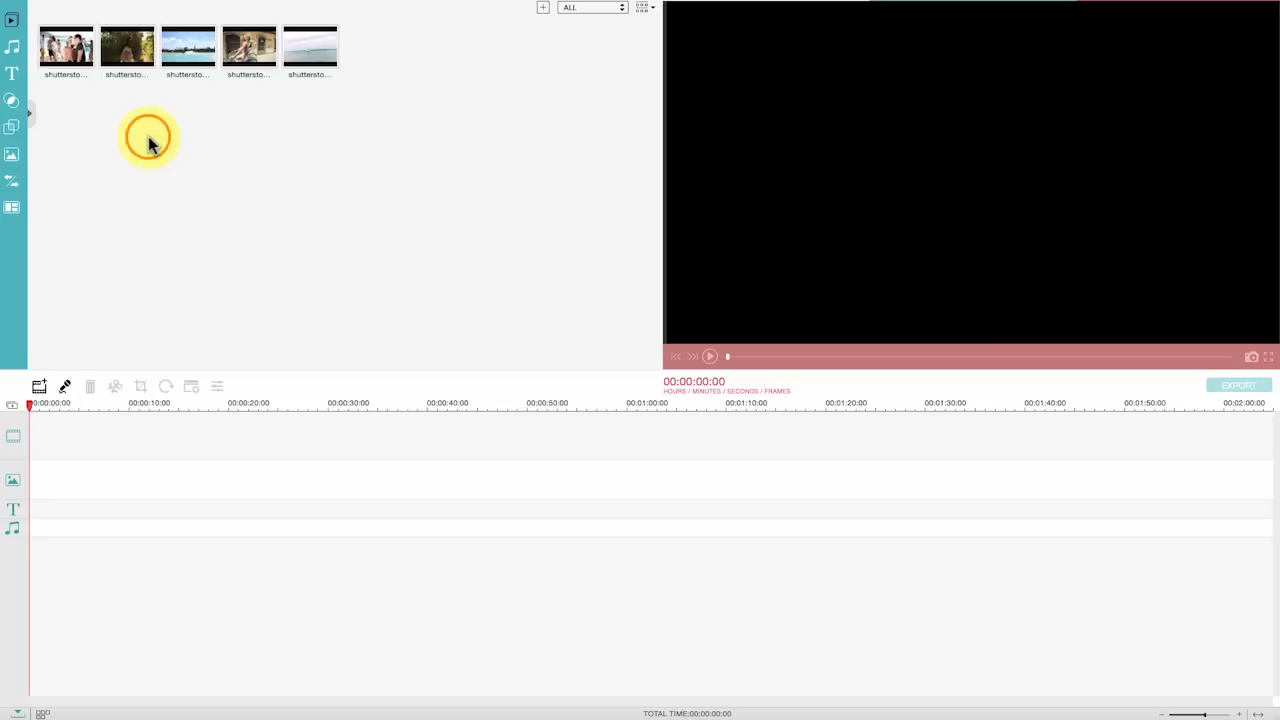 ALL
shuttersto... shuttersto... shuttersto... shuttersto... shuttersto...
00:00:00:00
HOURS / MINUTES / SECONDS / FRAMES
EXPORT
00:00:00:00 00:00:10:00 00:00:20:00 00:00:30:00 00:00:40:00 00:00:50:00 00:01:00:00 00:01:10:00 00:01:20:00 00:01:30:00 00:01:40:00 00:01:50:00 00:02:00:00
T
T
TOTAL TIME:00:00:00:00